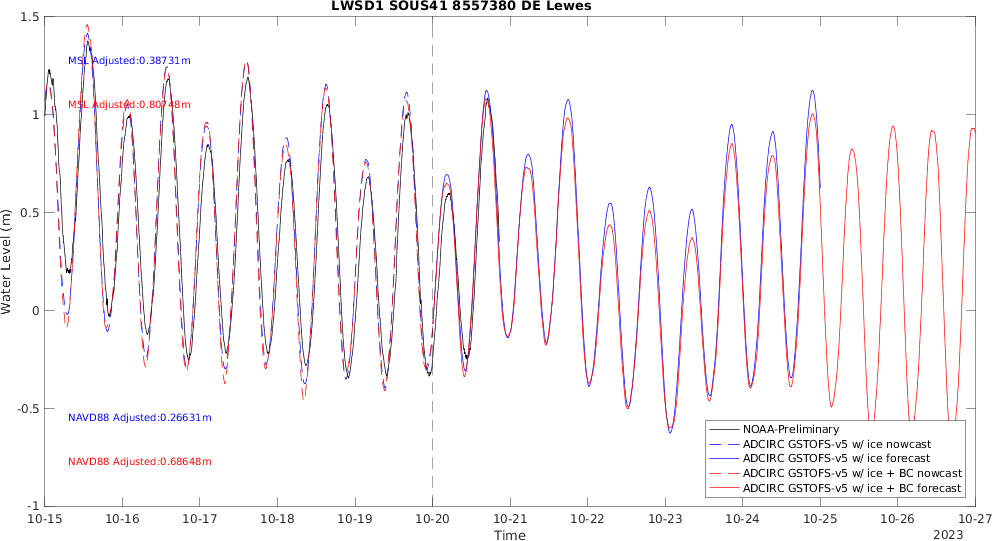 LWSD1 SOUS41 8557380 DE Lewes
1.5
1
0.5
0
-0.5
-1
Water Level (m)
MSL Adjusted:0.38731m
MSL Adjusted:0.80748m
NAVD88 Adjusted:0.26631m
NAVD88 Adjusted:0.68648m
NOAA-Preliminary
ADCIRC GSTOFS-v5 w/ ice nowcast
ADCIRC GSTOFS-v5 w/ ice forecast
ADCIRC GSTOFS-v5 w/ ice + BC nowcast
ADCIRC GSTOFS-v5 w/ ice + BC forecast
10-15 10-16 10-17 10-18 10-19 10-20 10-21 10-22 10-23 10-24 10-25 10-26 10-27
Time
2023